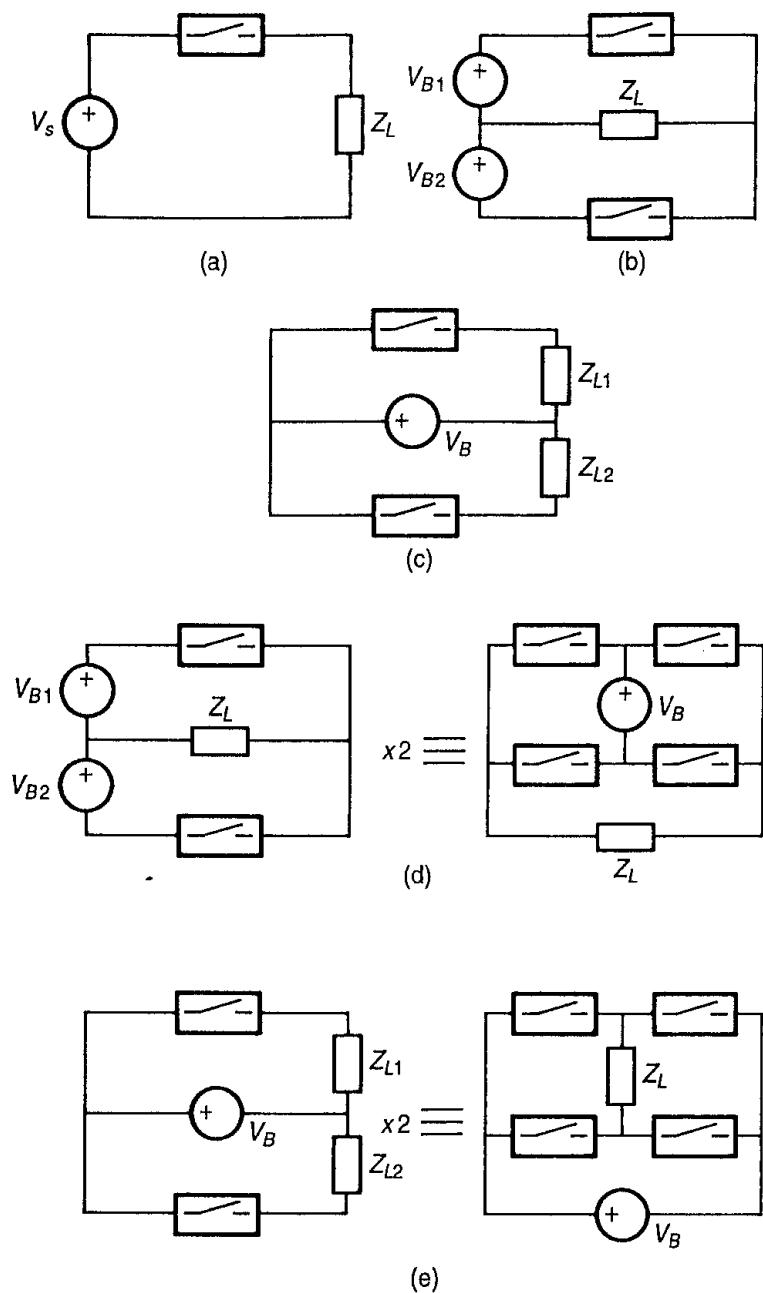 V_s
+
Z_L
(a)
V_B1
+
Z_L
V_B2
+
(b)
Z_L1
+
V_B
Z_L2
(c)
V_B1
+
Z_L
V_B2
+
x2
+
V_B
Z_L
(d)
Z_L1
+
V_B
Z_L2
x2
Z_L
+
V_B
(e)